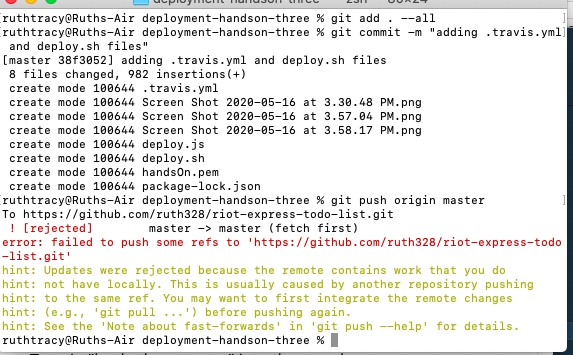 deployment-handson-three — -zsh — 80×24
[ruthtracy@Ruths-Air deployment-handson-three % git add . --all ]
[ruthtracy@Ruths-Air deployment-handson-three % git commit -m "adding .travis.yml]
 and deploy.sh files"
[master 38f3052] adding .travis.yml and deploy.sh files
 8 files changed, 982 insertions(+)
 create mode 100644 .travis.yml
 create mode 100644 Screen Shot 2020-05-16 at 3.30.48 PM.png
 create mode 100644 Screen Shot 2020-05-16 at 3.57.04 PM.png
 create mode 100644 Screen Shot 2020-05-16 at 3.58.17 PM.png
 create mode 100644 deploy.js
 create mode 100644 deploy.sh
 create mode 100644 handsOn.pem
 create mode 100644 package-lock.json
[ruthtracy@Ruths-Air deployment-handson-three % git push origin master ]
To https://github.com/ruth328/riot-express-todo-list.git
 ! [rejected] master -> master (fetch first)
error: failed to push some refs to 'https://github.com/ruth328/riot-express-todo
-list.git'
hint: Updates were rejected because the remote contains work that you do
hint: not have locally. This is usually caused by another repository pushing
hint: to the same ref. You may want to first integrate the remote changes
hint: (e.g., 'git pull ...') before pushing again.
hint: See the 'Note about fast-forwards' in 'git push --help' for details.
ruthtracy@Ruths-Air deployment-handson-three %